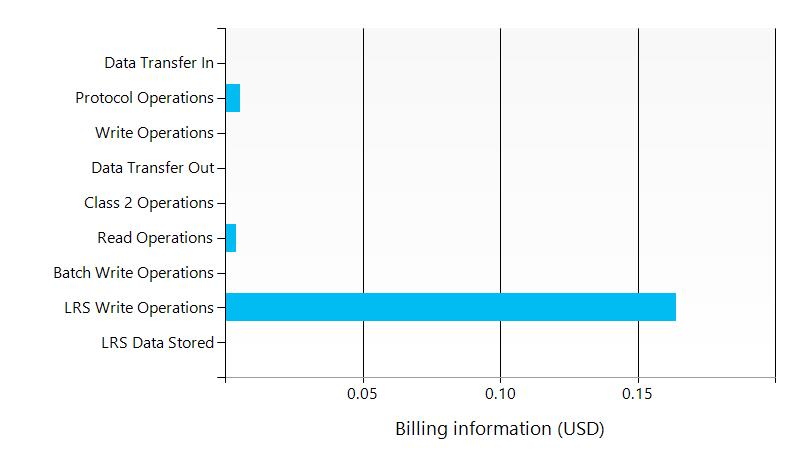 Data Transfer In
Protocol Operations
Write Operations
Data Transfer Out
Class 2 Operations
Read Operations
Batch Write Operations
LRS Write Operations
LRS Data Stored
0.05 0.10 0.15
Billing information (USD)